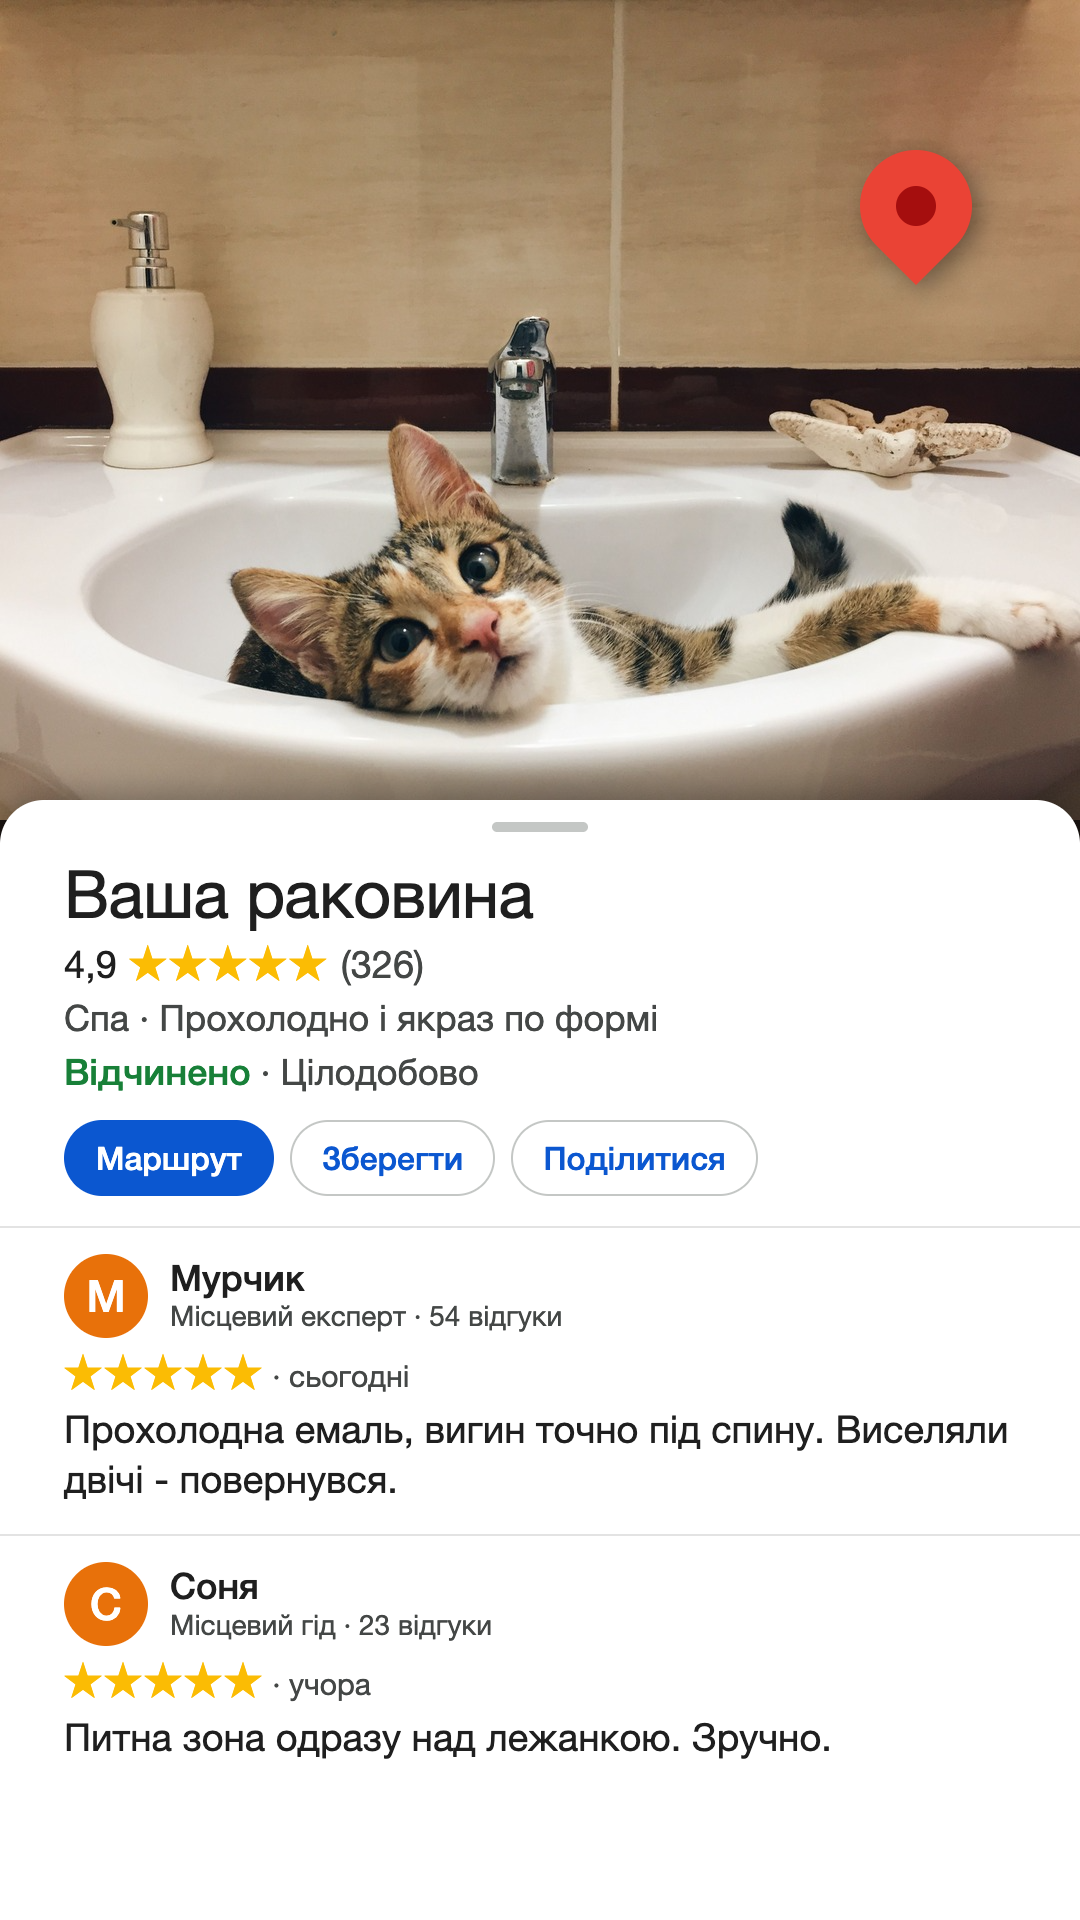 Ваша раковина
4,9 ★★★★★ (326)
Спа · Прохолодно і якраз по формі
Відчинено · Цілодобово
Маршрут Зберегти Поділитися
М
Мурчик
Місцевий експерт · 54 відгуки
★★★★★ · сьогодні
Прохолодна емаль, вигин точно під спину. Виселяли
двічі - повернувся.
С
Соня
Місцевий гід · 23 відгуки
★★★★★ · учора
Питна зона одразу над лежанкою. Зручно.